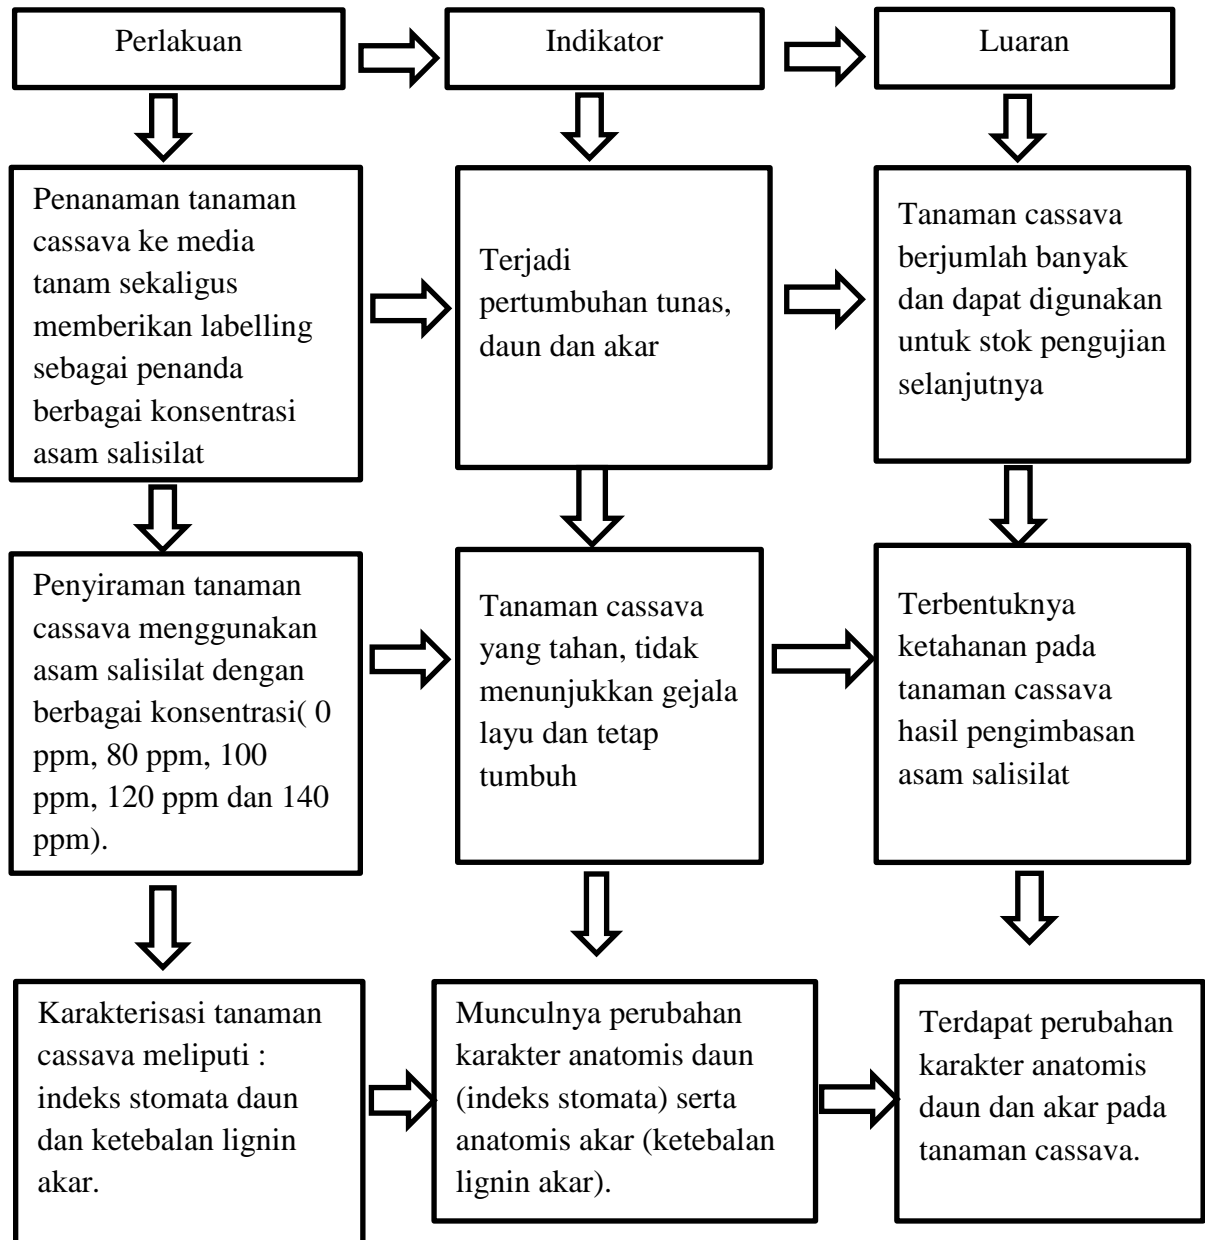 Perlakuan
Indikator
Luaran
Penanaman tanaman
cassava ke media
tanam sekaligus
memberikan labelling
sebagai penanda
berbagai konsentrasi
asam salisilat
Terjadi
pertumbuhan tunas,
daun dan akar
Tanaman cassava
berjumlah banyak
dan dapat digunakan
untuk stok pengujian
selanjutnya
Penyiraman tanaman
cassava menggunakan
asam salisilat dengan
berbagai konsentrasi( 0
ppm, 80 ppm, 100
ppm, 120 ppm dan 140
ppm).
Tanaman cassava
yang tahan, tidak
menunjukkan gejala
layu dan tetap
tumbuh
Terbentuknya
ketahanan pada
tanaman cassava
hasil pengimbasan
asam salisilat
Karakterisasi tanaman
cassava meliputi :
indeks stomata daun
dan ketebalan lignin
akar.
Munculnya perubahan
karakter anatomis daun
(indeks stomata) serta
anatomis akar (ketebalan
lignin akar).
Terdapat perubahan
karakter anatomis
daun dan akar pada
tanaman cassava.